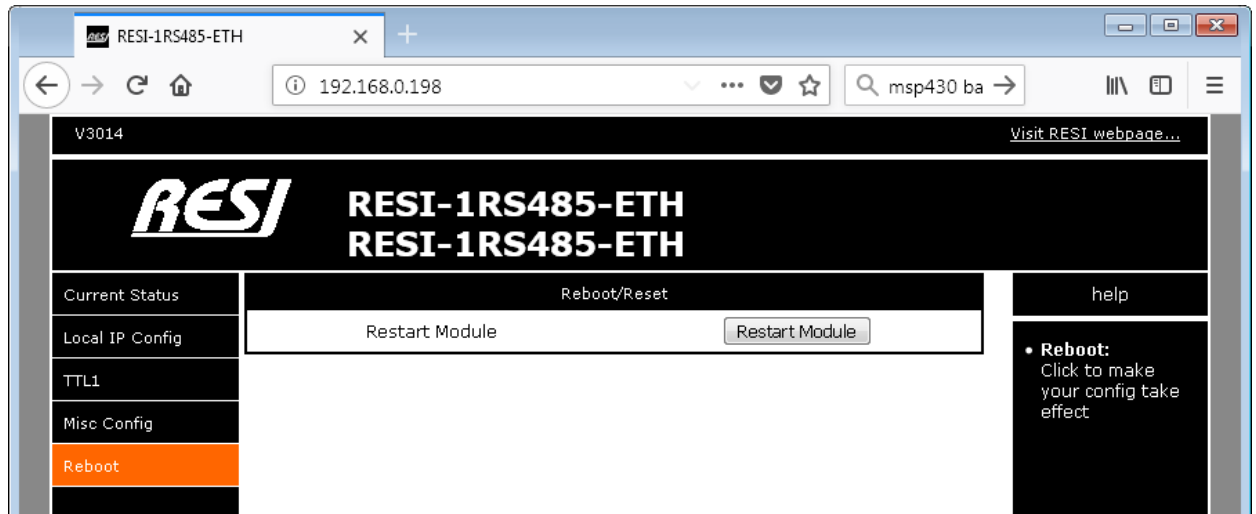 RESI RESI-1RS485-ETH
192.168.0.198
msp430 ba
V3014
Visit RESI webpage...
RESI
RESI-1RS485-ETH
RESI-1RS485-ETH
Current Status
Local IP Config
TTL1
Misc Config
Reboot
Reboot/Reset
Restart Module
Restart Module
help
• Reboot:
Click to make
your config take
effect